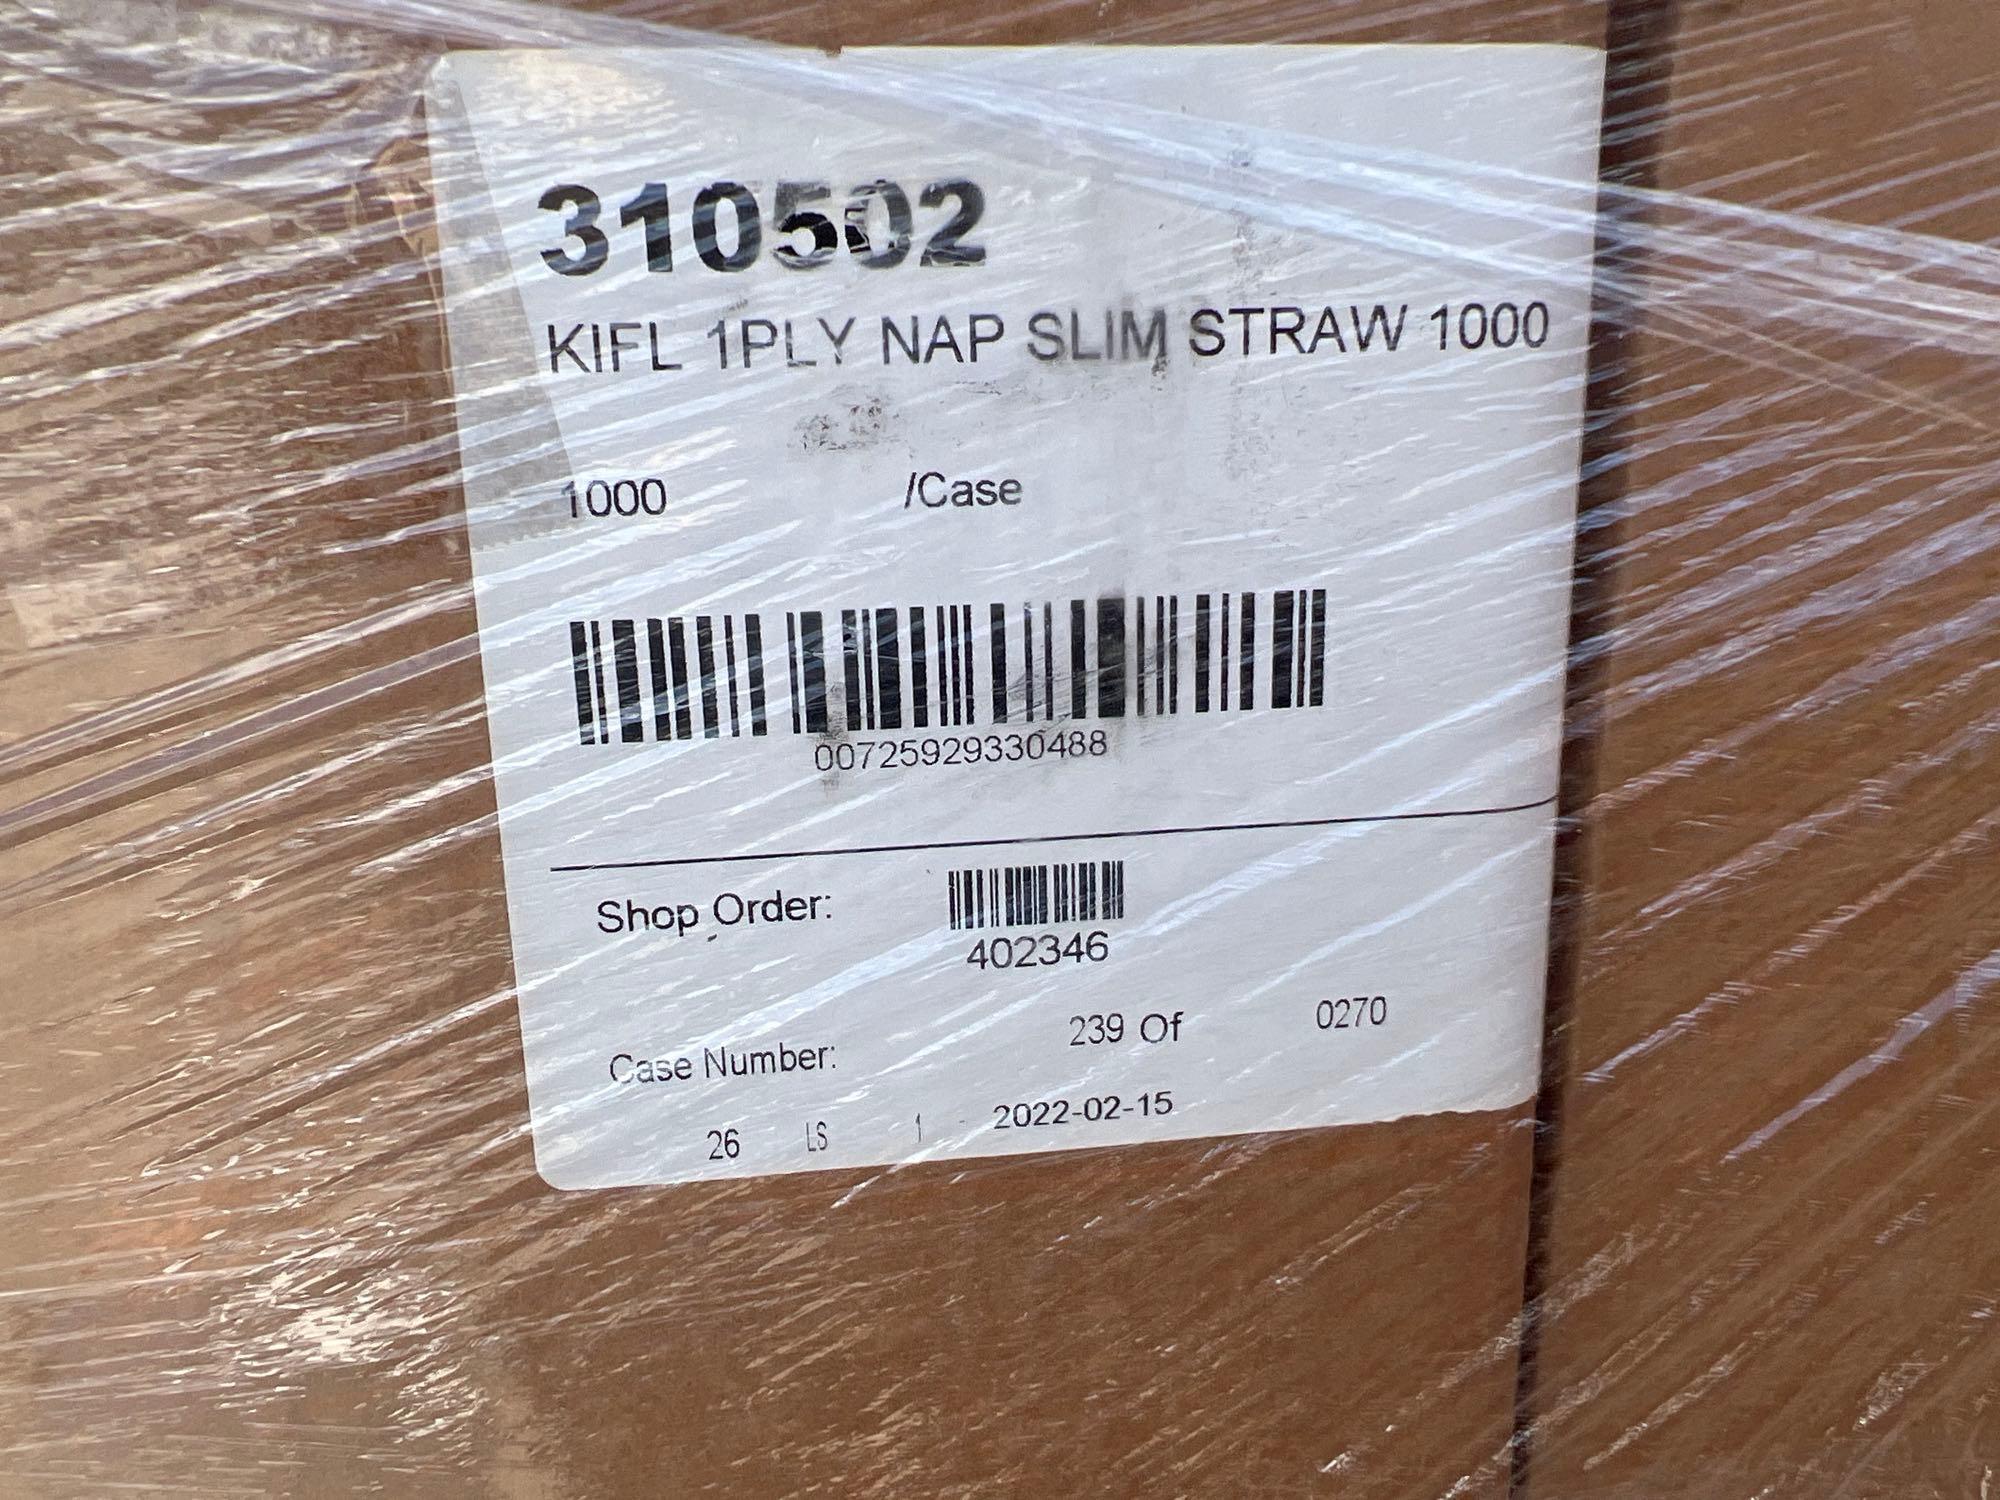 310502
KIFL 1PLY NAP SLIM STRAW 1000
1000 /Case
00725929330488
Shop Order:
402346
Case Number: 239 Of 0270
26 LS 1 - 2022-02-15